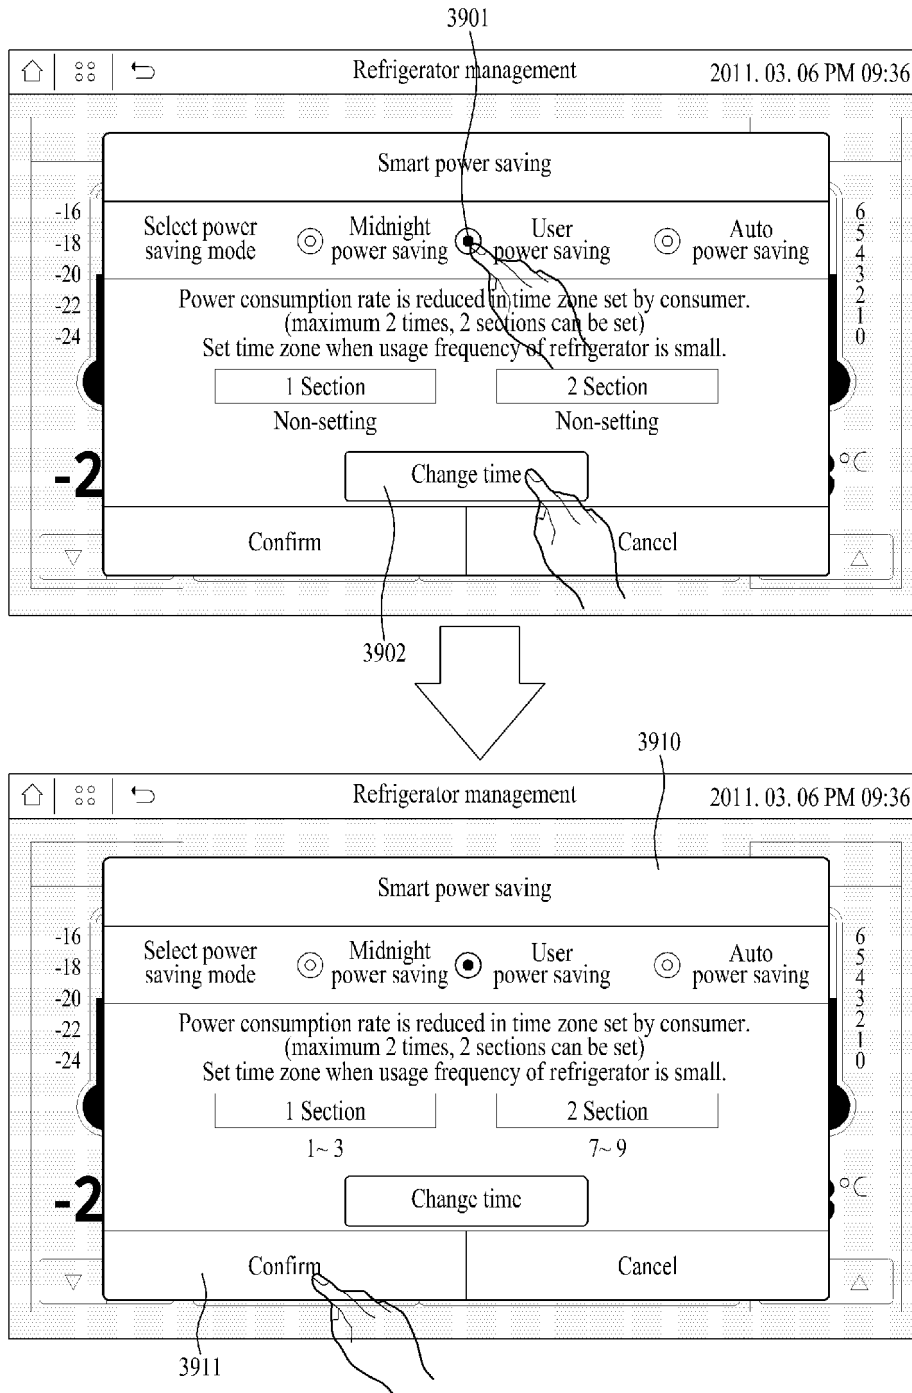 3901
Refrigerator management 2011. 03. 06 PM 09:36
Smart power saving
Select power saving mode
Midnight power saving
User power saving
Auto power saving
-16
-18
-20
-22
-24
6
5
4
3
2
1
0
Power consumption rate is reduced in time zone set by consumer.
(maximum 2 times, 2 sections can be set)
Set time zone when usage frequency of refrigerator is small.
1 Section 2 Section
Non-setting Non-setting
-2 °C
Change time
Confirm Cancel
3902
3910
Refrigerator management 2011. 03. 06 PM 09:36
Smart power saving
Select power saving mode
Midnight power saving
User power saving
Auto power saving
-16
-18
-20
-22
-24
6
5
4
3
2
1
0
Power consumption rate is reduced in time zone set by consumer.
(maximum 2 times, 2 sections can be set)
Set time zone when usage frequency of refrigerator is small.
1 Section 2 Section
1~ 3 7~ 9
-2 °C
Change time
Confirm Cancel
3911